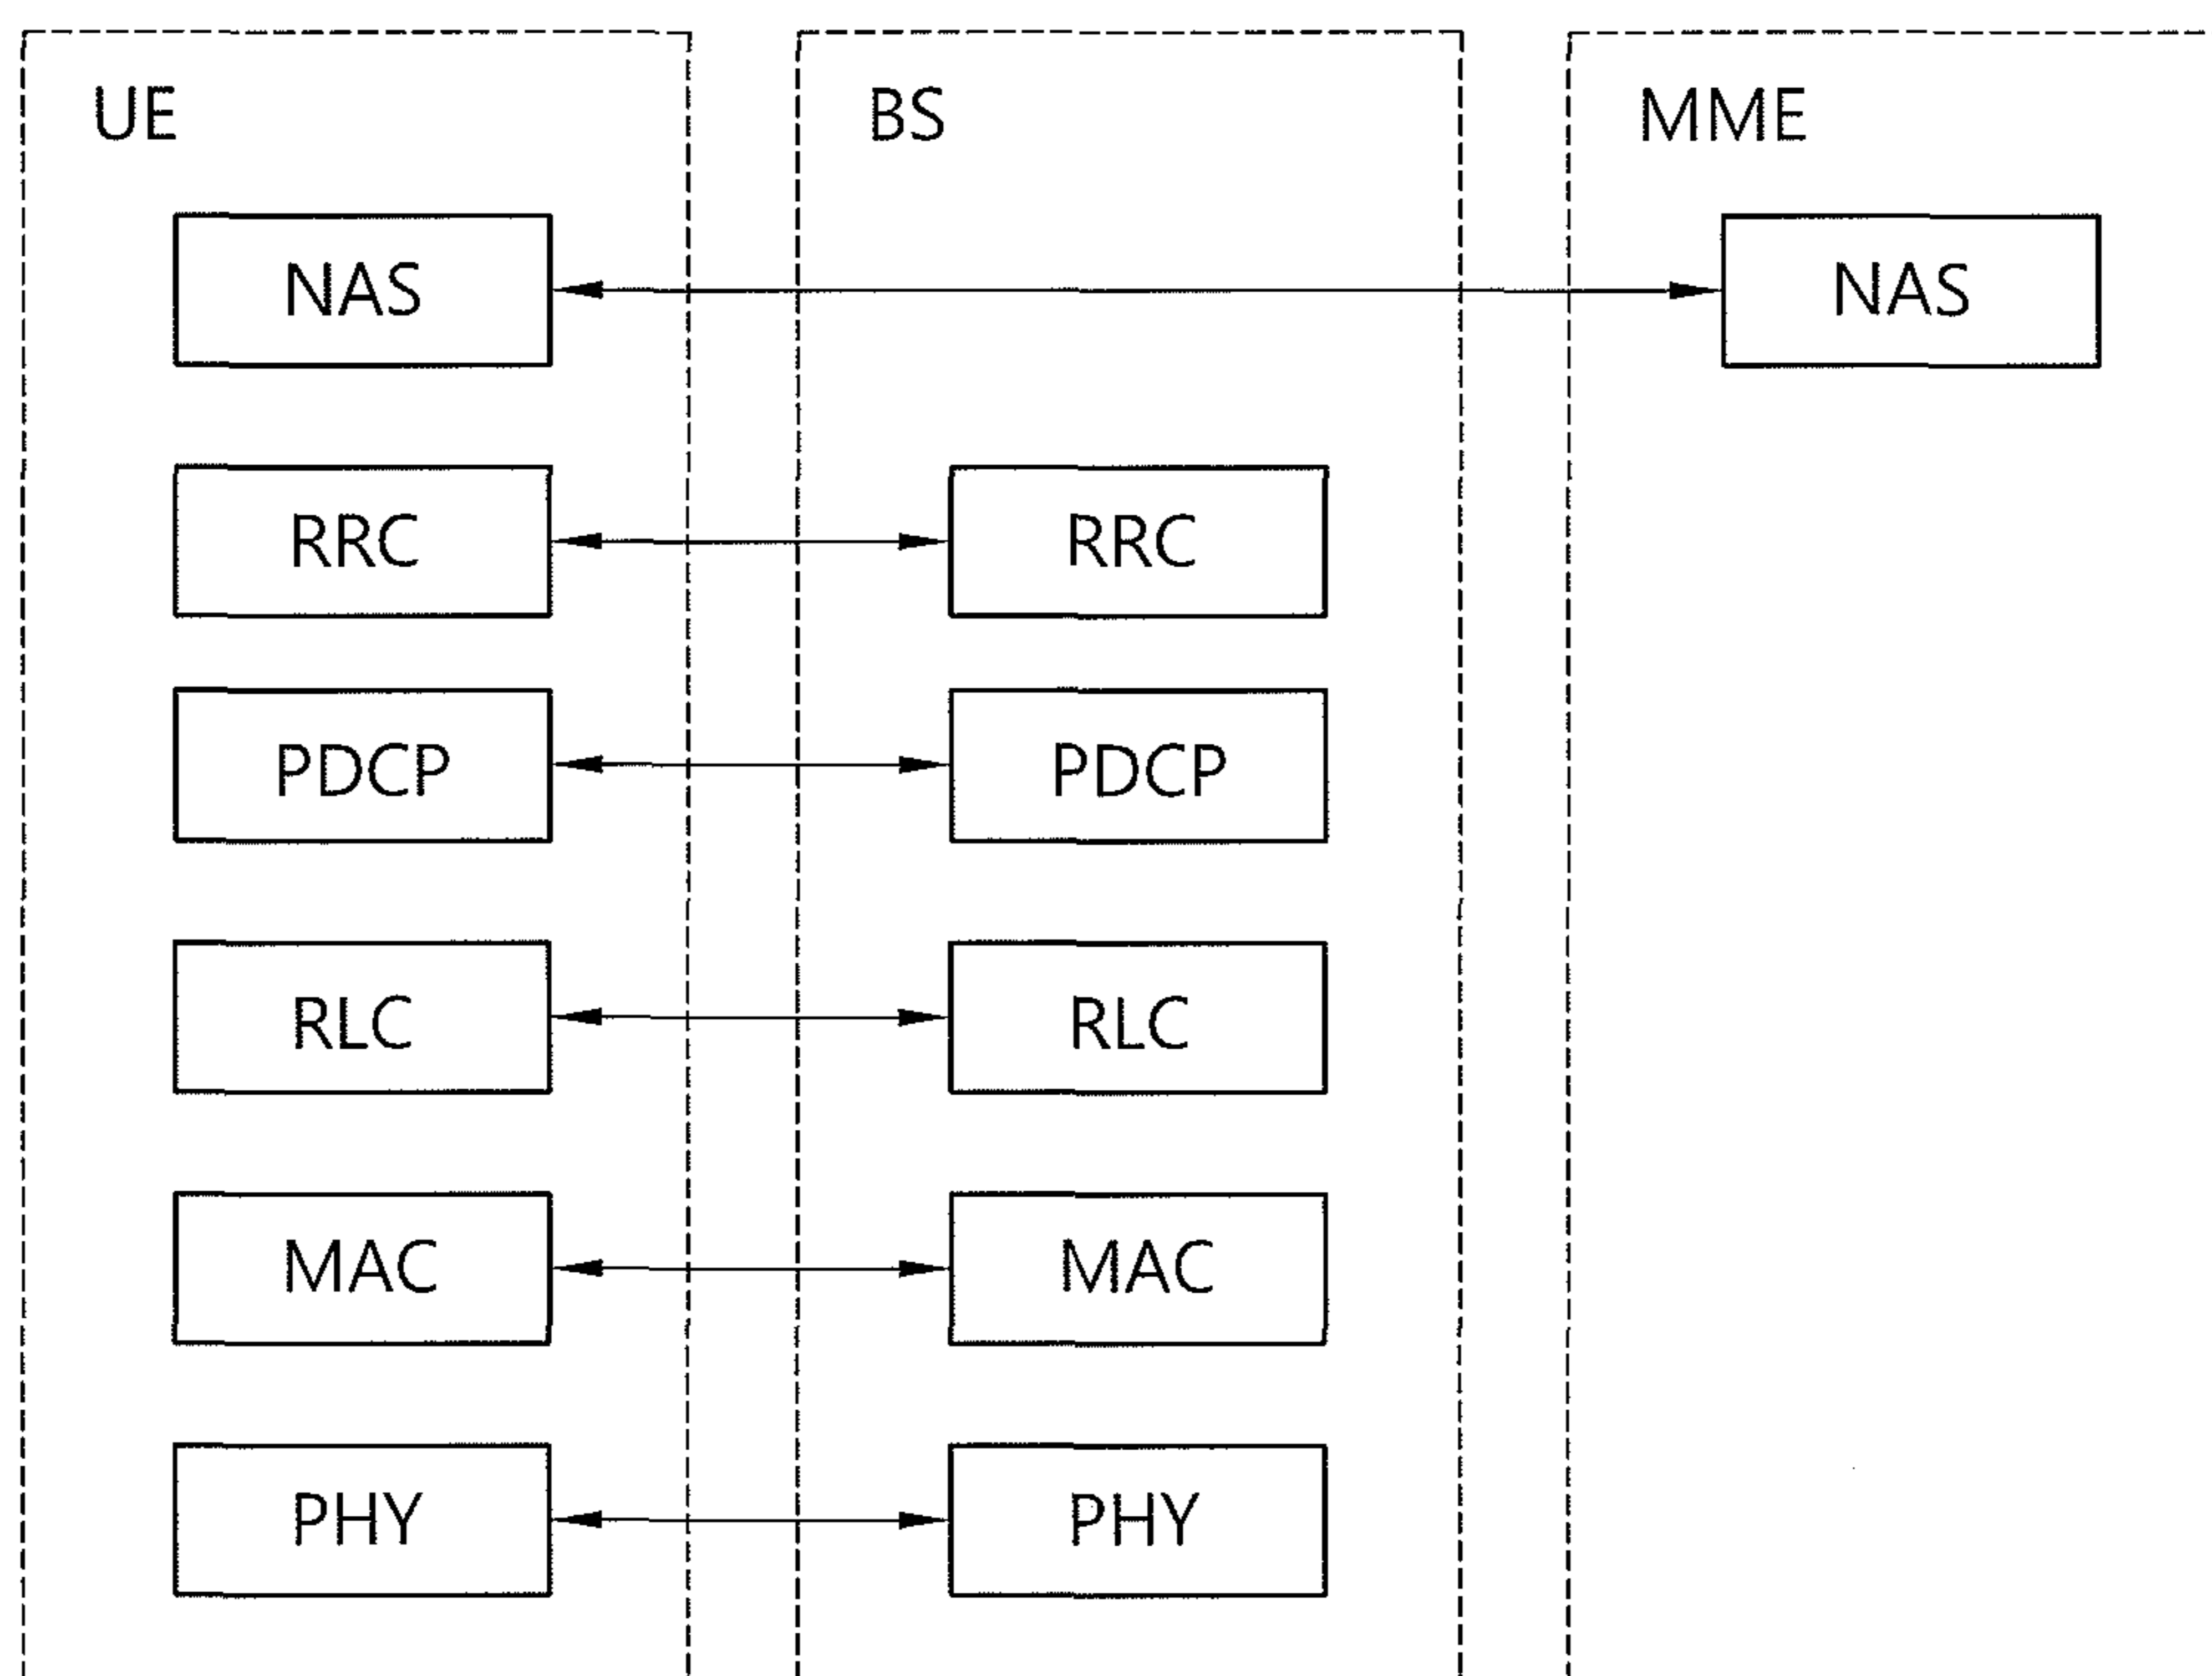 UE BS MME
NAS NAS
RRC RRC
PDCP PDCP
RLC RLC
MAC MAC
PHY PHY